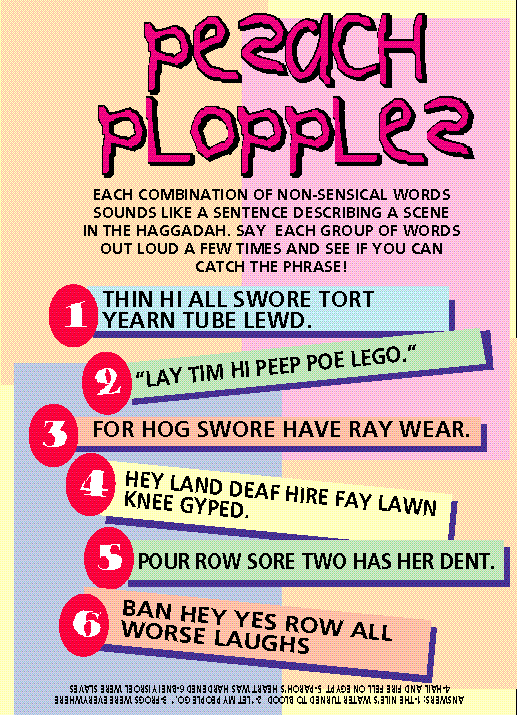 PESACH
PLOPPLES
EACH COMBINATION OF NON-SENSICAL WORDS
SOUNDS LIKE A SENTENCE DESCRIBING A SCENE
IN THE HAGGADAH. SAY EACH GROUP OF WORDS
OUT LOUD A FEW TIMES AND SEE IF YOU CAN
CATCH THE PHRASE!
1 THIN HI ALL SWORE TORT
YEARN TUBE LEWD.
2 "LAY TIM HI PEEP POE LEGO."
3 FOR HOG SWORE HAVE RAY WEAR.
4 HEY LAND DEAF HIRE FAY LAWN
KNEE GYPED.
5 POUR ROW SORE TWO HAS HER DENT.
6 BAN HEY YES ROW ALL
WORSE LAUGHS
ANSWERS: 1-THE NILE'S WATER TURNED TO BLOOD 2-"LET MY PEOPLE GO." 3-FROGS WERE EVERYWHERE
4-HAIL AND FIRE FELL ON EGYPT 5-PAROH'S HEART WAS HARDENED 6-BNEI YISROEL WERE SLAVES